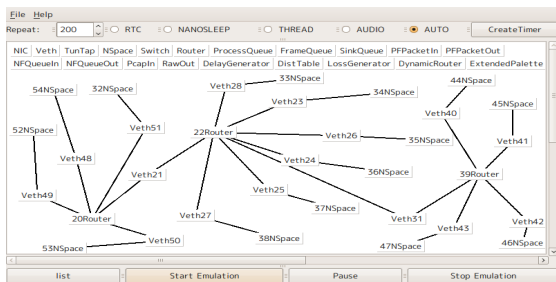 File Help
Repeat: 200 RTC NANOSLEEP THREAD AUDIO AUTO CreateTimer
NIC Veth TunTap NSpace Switch Router ProcessQueue FrameQueue SinkQueue PFPacketIn PFPacketOut
NFQueueIn NFQueueOut PcapIn RawOut DelayGenerator DistTable LossGenerator DynamicRouter ExtendedPalette
33NSpace
44NSpace
54NSpace 32NSpace Veth28
34NSpace
Veth23
45NSpace
Veth40
52NSpace Veth51 22Router
Veth26 35NSpace Veth41
Veth48 Veth24
Veth21 36NSpace 39Router
Veth49 Veth25
37NSpace
20Router Veth27 Veth31 Veth42
Veth43
53NSpace Veth50 38NSpace 47NSpace 46NSpace
list Start Emulation Pause Stop Emulation